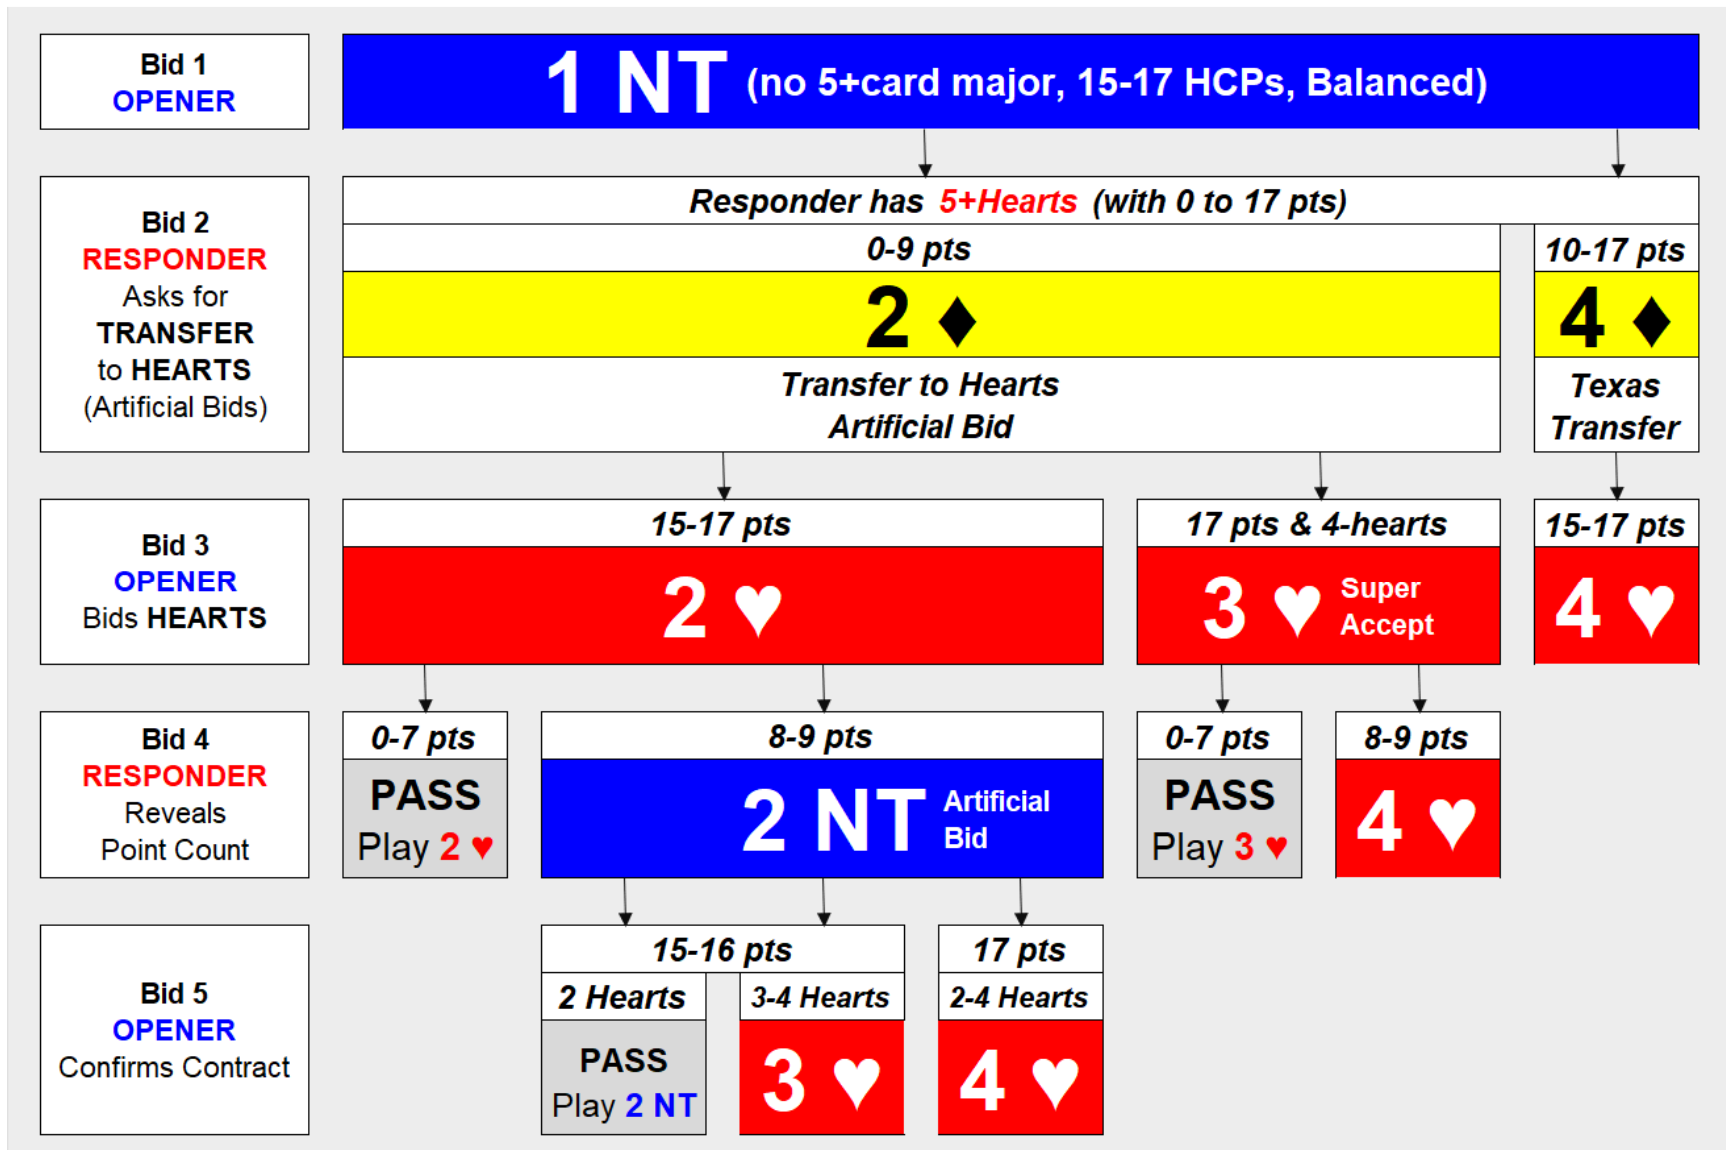 Bid 1
OPENER
1 NT (no 5+card major, 15-17 HCPs, Balanced)
Bid 2
RESPONDER
Asks for
TRANSFER
to HEARTS
(Artificial Bids)
Responder has 5+Hearts (with 0 to 17 pts)
0-9 pts
2 ♦
Transfer to Hearts
Artificial Bid
10-17 pts
4 ♦
Texas
Transfer
Bid 3
OPENER
Bids HEARTS
15-17 pts
2 ♥
17 pts & 4-hearts
3 ♥ Super
Accept
15-17 pts
4 ♥
Bid 4
RESPONDER
Reveals
Point Count
0-7 pts
PASS
Play 2 ♥
8-9 pts
2 NT Artificial
Bid
0-7 pts
PASS
Play 3 ♥
8-9 pts
4 ♥
Bid 5
OPENER
Confirms Contract
15-16 pts
2 Hearts
PASS
Play 2 NT
3-4 Hearts
3 ♥
17 pts
2-4 Hearts
4 ♥